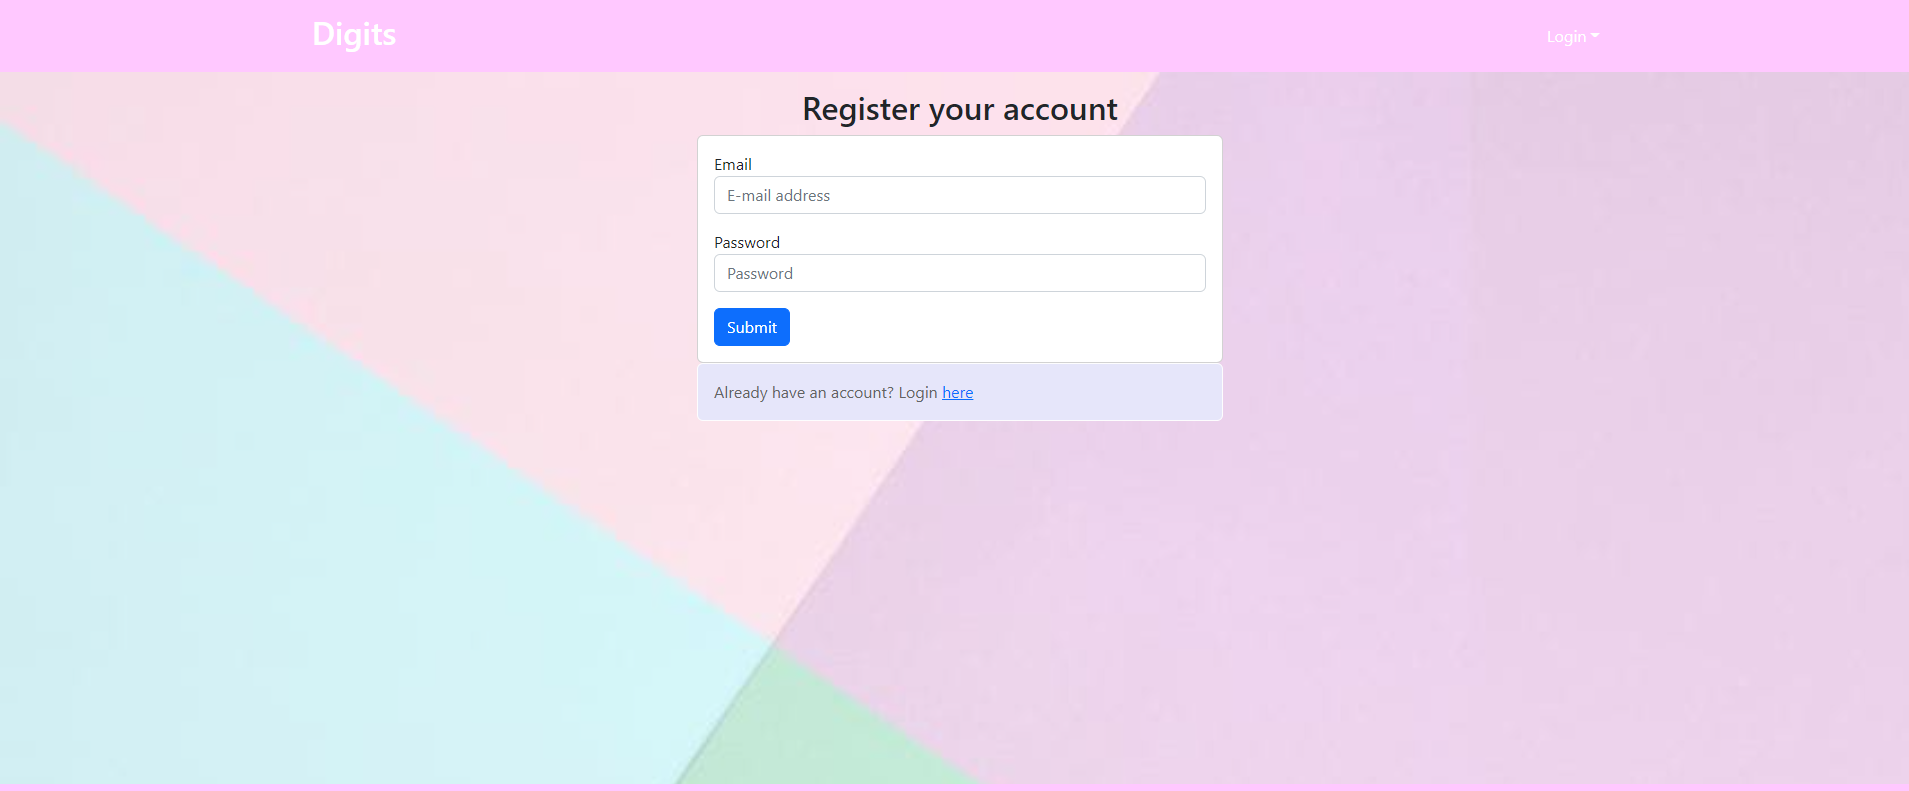 Digits
Login
Register your account
Email
E-mail address
Password
Password
Submit
Already have an account? Login here